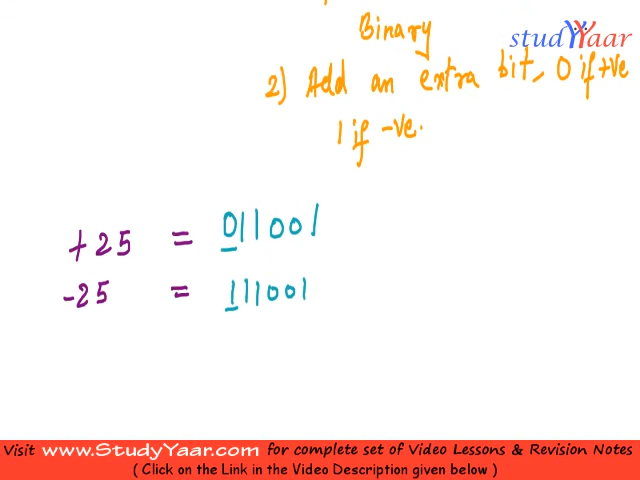 Binary
studYYaar
2) Add an extra bit, 0 if +ve
1 if -ve.
+25 = 011001
-25 = 111001
Visit www.StudyYaar.com for complete set of Video Lessons & Revision Notes
( Click on the Link in the Video Description given below )